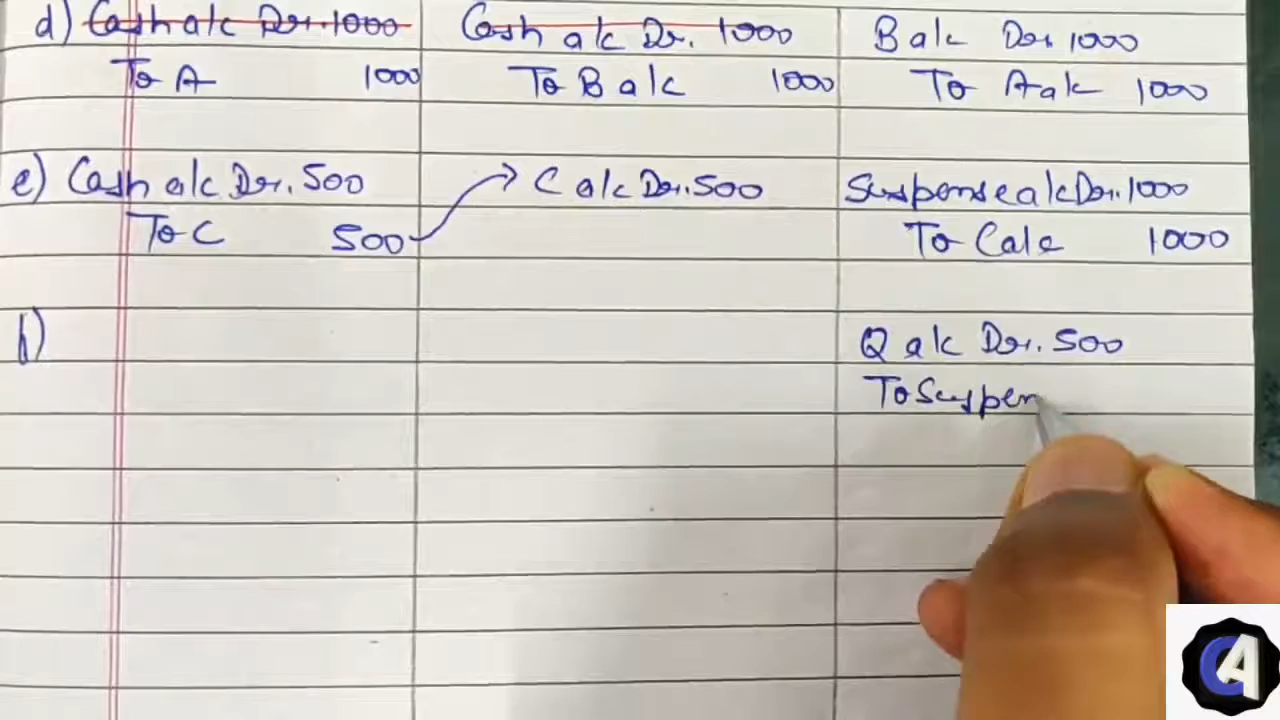 d) Cash a/c Dr. 1000
To A 1000
Cash a/c Dr. 1000
To B a/c 1000
B a/c Dr. 1000
To A a/c 1000
e) Cash a/c Dr. 500
To C 500
C a/c Dr. 500
Suspense a/c Dr. 1000
To C a/c 1000
f)
Q a/c Dr. 500
To Suspen
CA